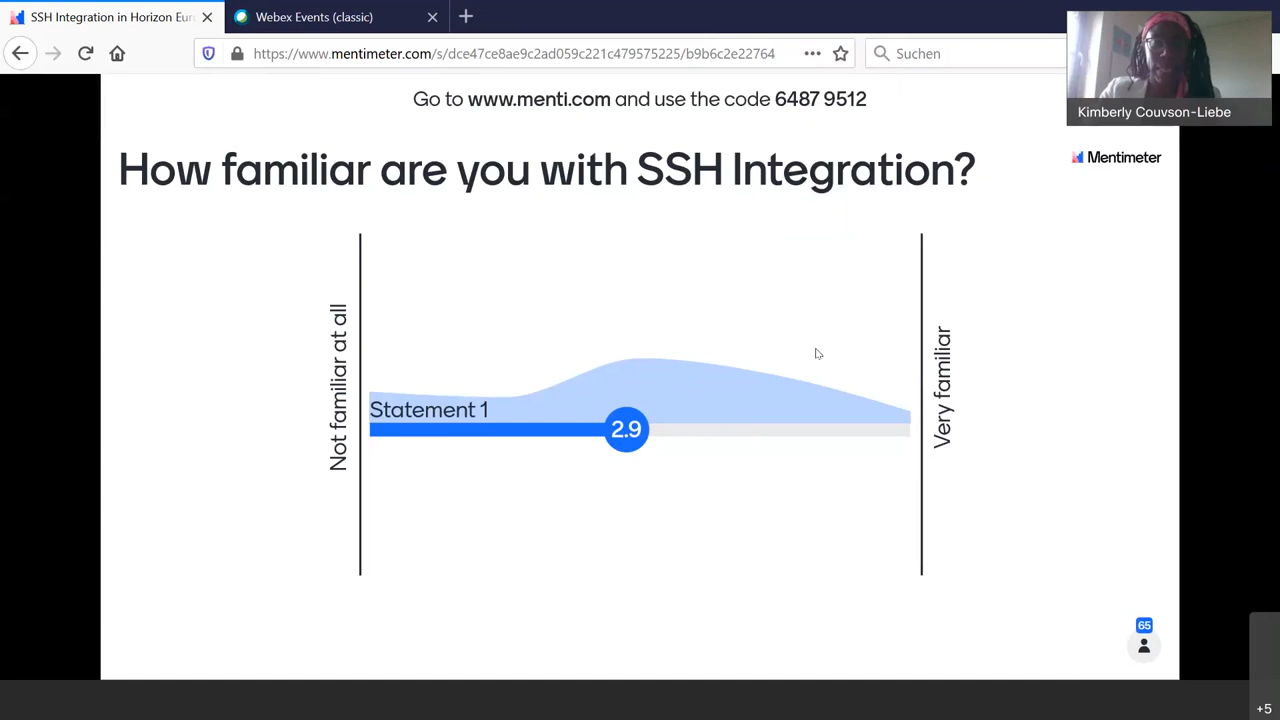 SSH Integration in Horizon Eur
Webex Events (classic)
https://www.mentimeter.com/s/dce47ce8ae9c2ad059c221c479575225/b9b6c2e22764
Suchen
Kimberly Couvson-Liebe
Go to www.menti.com and use the code 6487 9512
How familiar are you with SSH Integration?
Mentimeter
Not familiar at all
Statement 1
2.9
Very familiar
65
+5